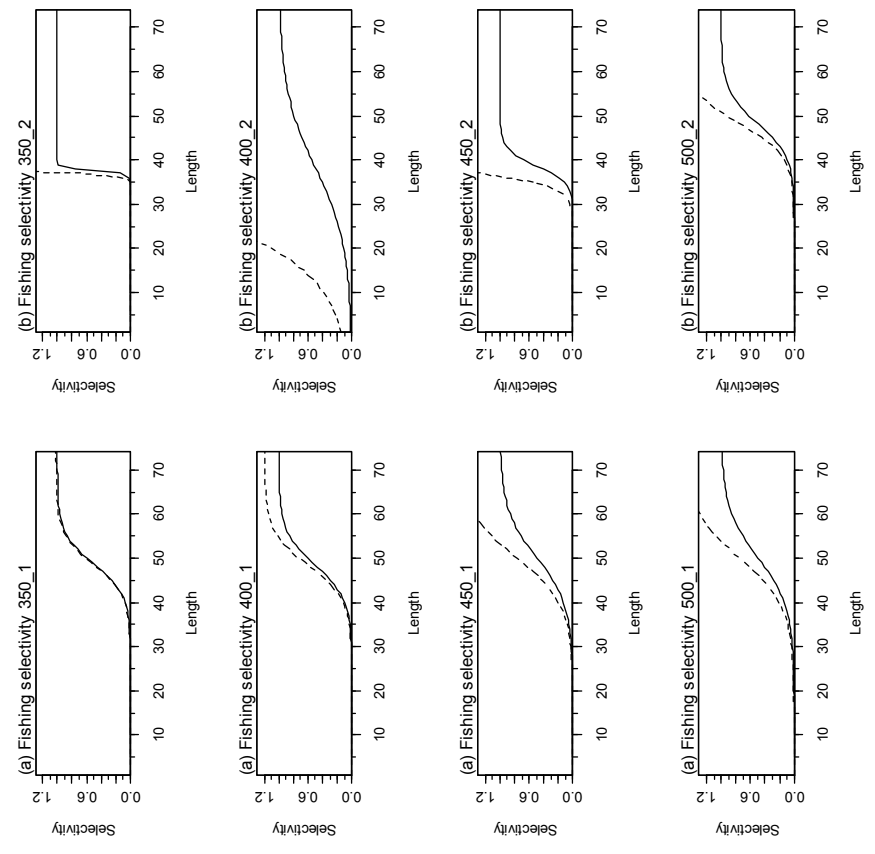 (a) Fishing selectivity 350_1
Selectivity
1.2
0.6
0.0
10 20 30 40 50 60 70
Length
(b) Fishing selectivity 350_2
Selectivity
1.2
0.6
0.0
10 20 30 40 50 60 70
Length
(a) Fishing selectivity 400_1
Selectivity
1.2
0.6
0.0
10 20 30 40 50 60 70
Length
(b) Fishing selectivity 400_2
Selectivity
1.2
0.6
0.0
10 20 30 40 50 60 70
Length
(a) Fishing selectivity 450_1
Selectivity
1.2
0.6
0.0
10 20 30 40 50 60 70
Length
(b) Fishing selectivity 450_2
Selectivity
1.2
0.6
0.0
10 20 30 40 50 60 70
Length
(a) Fishing selectivity 500_1
Selectivity
1.2
0.6
0.0
10 20 30 40 50 60 70
Length
(b) Fishing selectivity 500_2
Selectivity
1.2
0.6
0.0
10 20 30 40 50 60 70
Length